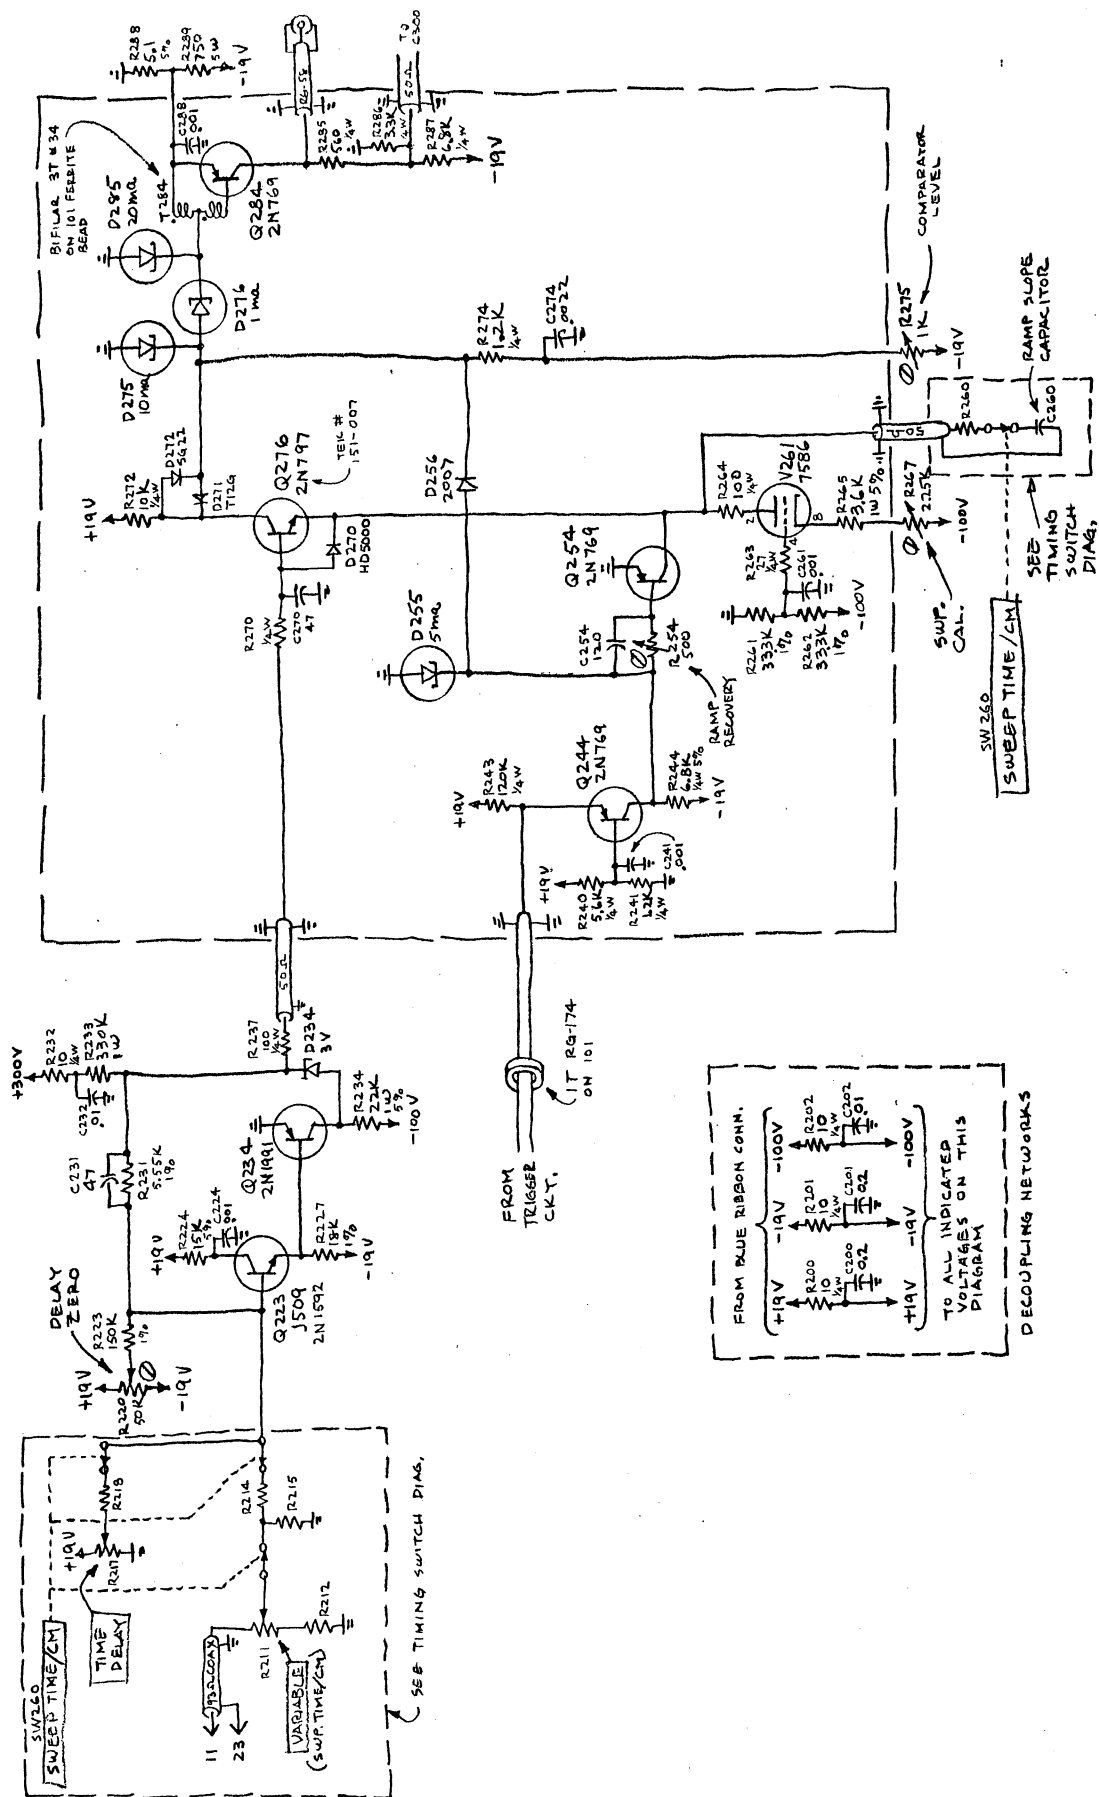 SW260
SWEEP TIME/CM
TIME
DELAY
+19V
R217
R218
11
23
93Ω COAX
R211
VARIABLE
(SWP. TIME/CM)
R212
R214
R215
SEE TIMING SWITCH DIAG.
DELAY
ZERO
+19V
R220
50K
-19V
R223
150K
1%
Q223
J509
2N1592
+19V
R224
15K
5%
C224
.001
R227
18K
1%
-19V
C231
47
R231
5.55K
1%
+300V
R232
10
¼W
C232
.01
R233
330K
1W
Q234
2N1991
R234
22K
1W
5%
-100V
D234
3V
R237
100
¼W
50Ω
FROM
TRIGGER
CKT.
1T RG-174
ON 101
+19V
R240
5.6K
¼W
R241
C241
.001
+19V
R243
120K
¼W
Q244
2N769
R244
6.8K
¼W 5%
-19V
RAMP
RECOVERY
R254
500
C254
120
D255
5ma
Q254
2N769
D256
2007
R270
¼W
C270
47
D270
HD5000
Q276
2N797
TEK #
151-007
+19V
R272
10K
¼W
D272
SG22
D271
T12G
D275
10ma
D276
1ma
D285
20ma
BIFILAR 3T #34
ON 101 FERRITE
BEAD
T284
Q284
2N769
C288
.001
R288
5.1
5%
R289
750
5W
-19V
RG-58
R285
560
¼W
R286
3.3K
¼W
R287
6.8K
¼W
-19V
50Ω
TO
C300
R274
1.2K
¼W
C274
.0022
R275
1K
-19V
COMPARATOR
LEVEL
R261
33.3K
1%
R262
33.3K
1%
-100V
R263
27
¼W
C261
.001
R264
100
¼W
V261
7586
2
4
8
R265
3.6K
1W 5%
R267
225K
-100V
SWP.
CAL.
50Ω
R260
C260
RAMP SLOPE
CAPACITOR
SEE
TIMING
SWITCH
DIAG.
SW260
SWEEP TIME/CM
FROM BLUE RIBBON CONN.
+19V
-19V
-100V
R200
10
¼W
C200
0.2
R201
10
¼W
C201
0.2
R202
10
¼W
C202
.01
+19V
-19V
-100V
TO ALL INDICATED
VOLTAGES ON THIS
DIAGRAM
DECOUPLING NETWORKS